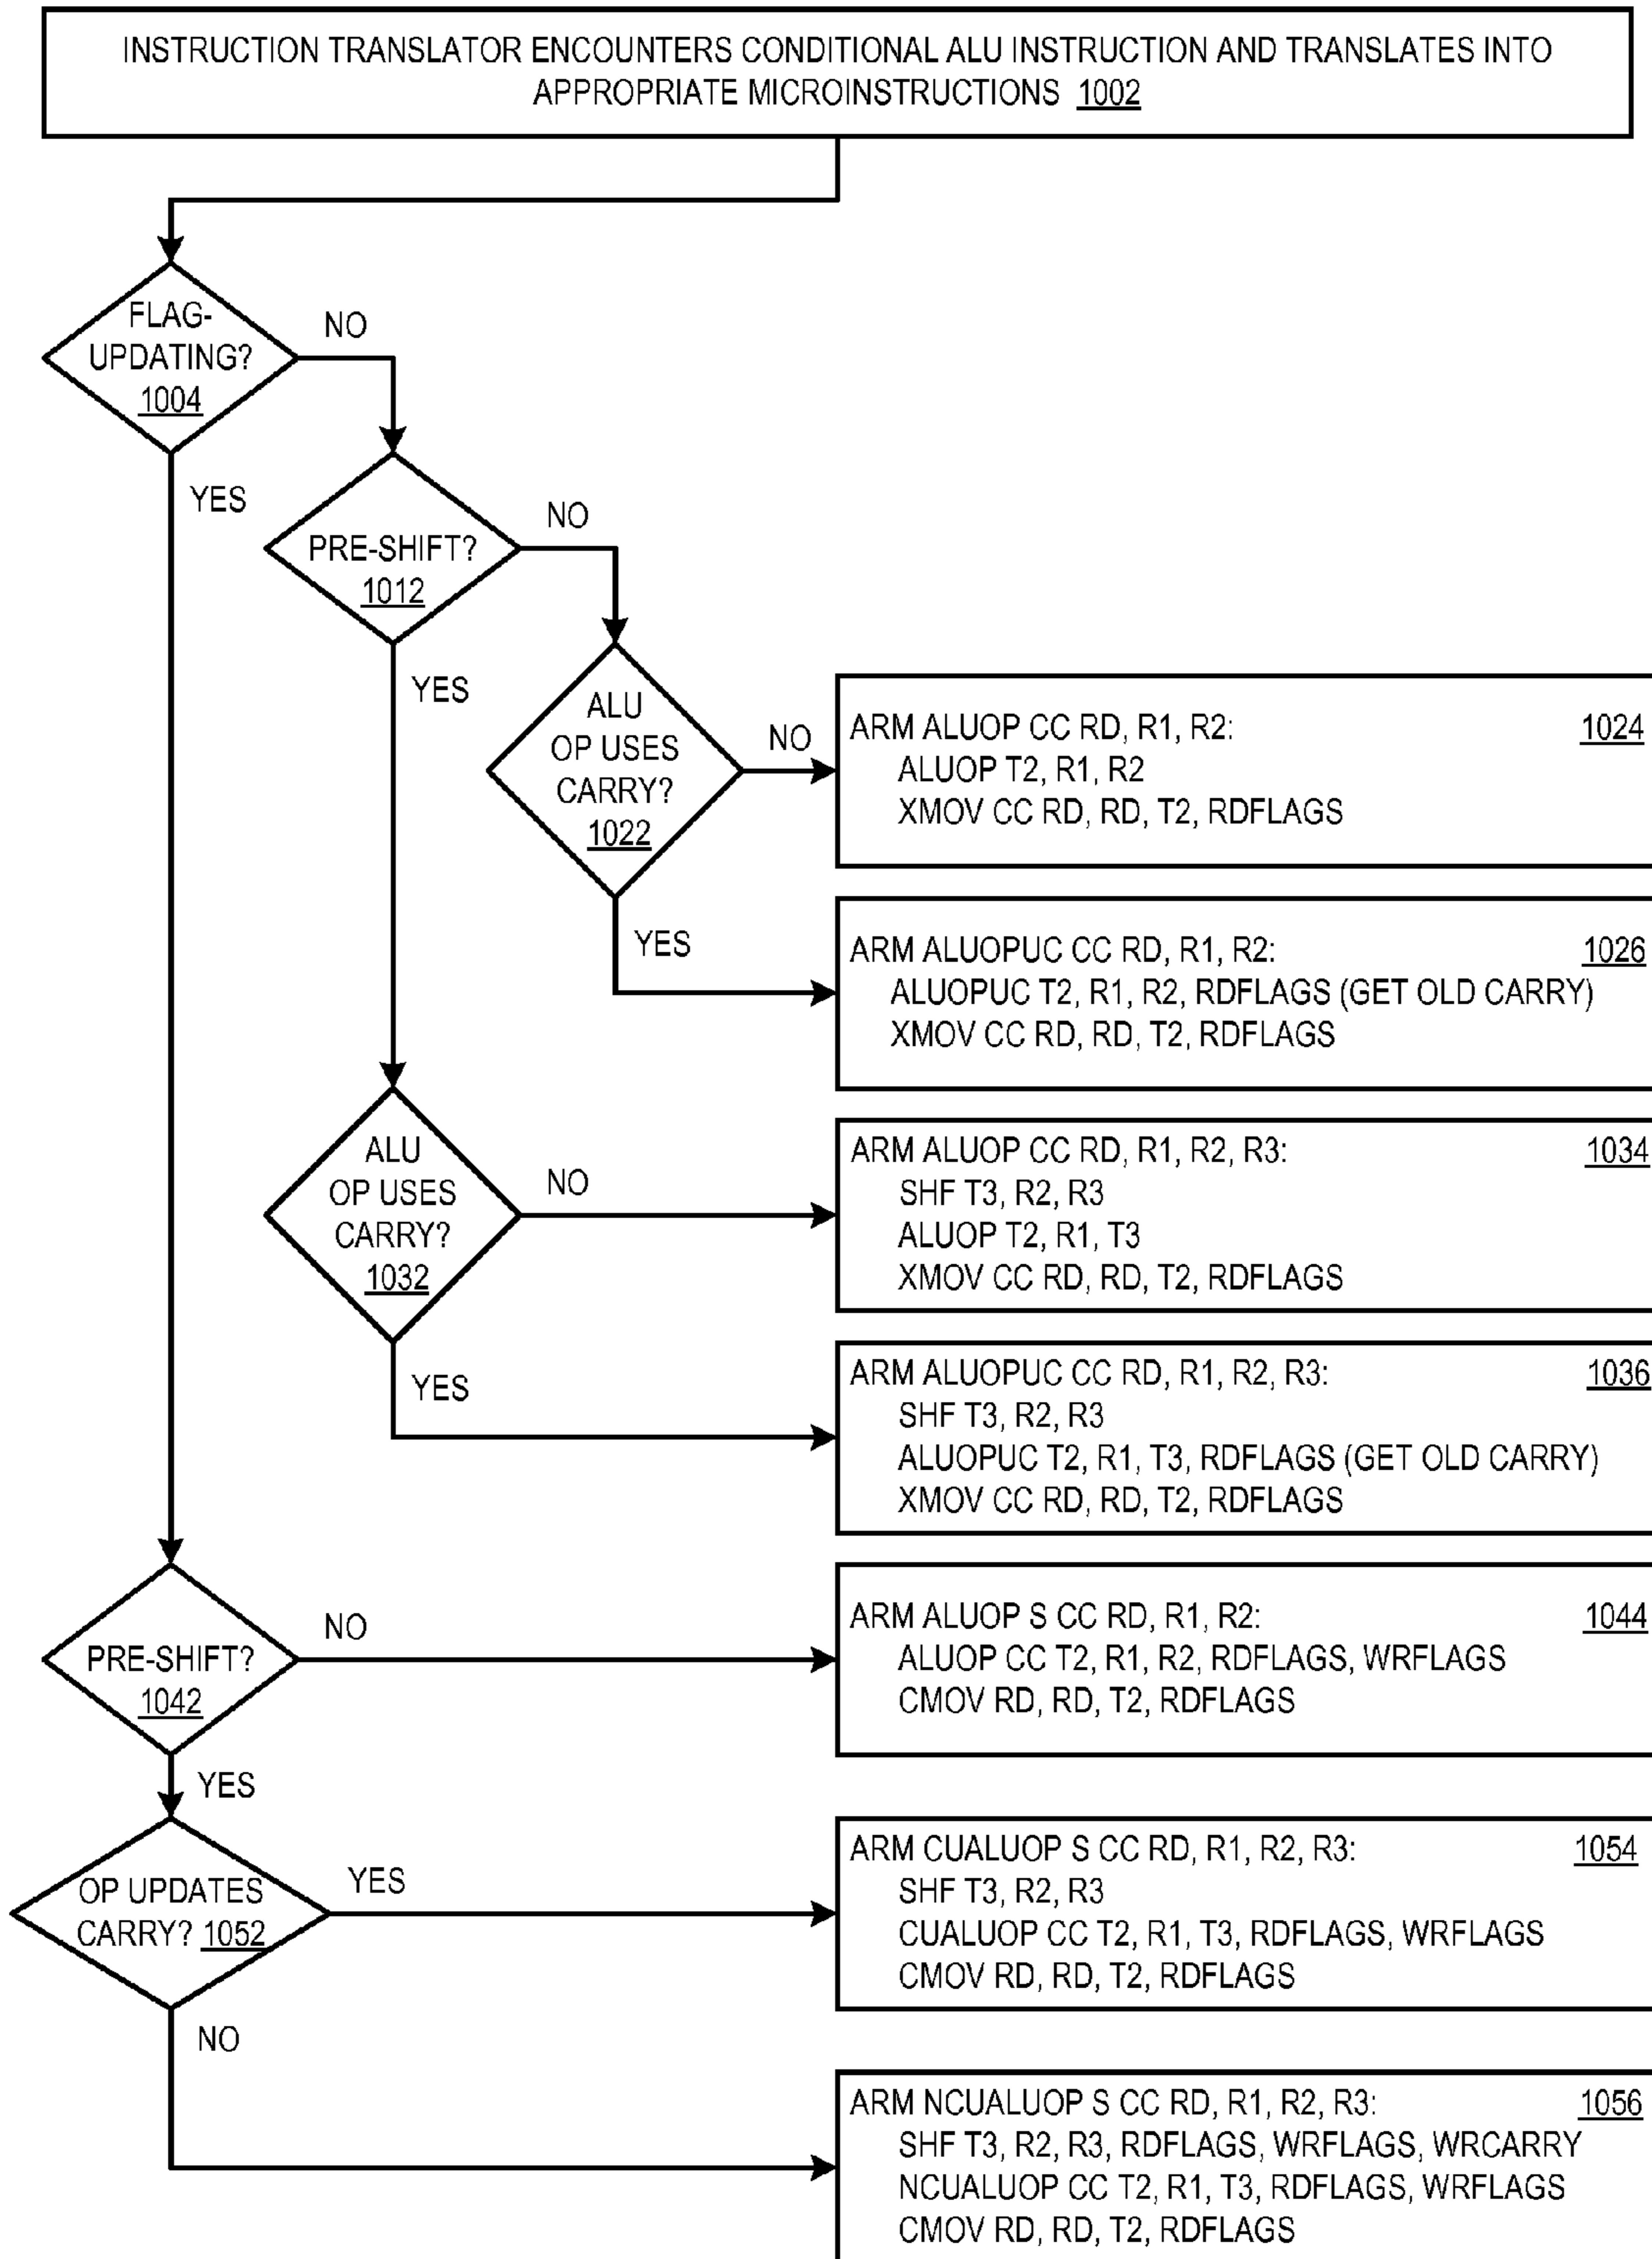 INSTRUCTION TRANSLATOR ENCOUNTERS CONDITIONAL ALU INSTRUCTION AND TRANSLATES INTO
APPROPRIATE MICROINSTRUCTIONS 1002
FLAG-
UPDATING?
1004
NO
YES
PRE-SHIFT?
1012
NO
YES
ALU
OP USES
CARRY?
1022
NO
YES
ARM ALUOP CC RD, R1, R2: 1024
ALUOP T2, R1, R2
XMOV CC RD, RD, T2, RDFLAGS
ARM ALUOPUC CC RD, R1, R2: 1026
ALUOPUC T2, R1, R2, RDFLAGS (GET OLD CARRY)
XMOV CC RD, RD, T2, RDFLAGS
ALU
OP USES
CARRY?
1032
NO
YES
ARM ALUOP CC RD, R1, R2, R3: 1034
SHF T3, R2, R3
ALUOP T2, R1, T3
XMOV CC RD, RD, T2, RDFLAGS
ARM ALUOPUC CC RD, R1, R2, R3: 1036
SHF T3, R2, R3
ALUOPUC T2, R1, T3, RDFLAGS (GET OLD CARRY)
XMOV CC RD, RD, T2, RDFLAGS
PRE-SHIFT?
1042
NO
YES
ARM ALUOP S CC RD, R1, R2: 1044
ALUOP CC T2, R1, R2, RDFLAGS, WRFLAGS
CMOV RD, RD, T2, RDFLAGS
OP UPDATES
CARRY? 1052
YES
NO
ARM CUALUOP S CC RD, R1, R2, R3: 1054
SHF T3, R2, R3
CUALUOP CC T2, R1, T3, RDFLAGS, WRFLAGS
CMOV RD, RD, T2, RDFLAGS
ARM NCUALUOP S CC RD, R1, R2, R3: 1056
SHF T3, R2, R3, RDFLAGS, WRFLAGS, WRCARRY
NCUALUOP CC T2, R1, T3, RDFLAGS, WRFLAGS
CMOV RD, RD, T2, RDFLAGS